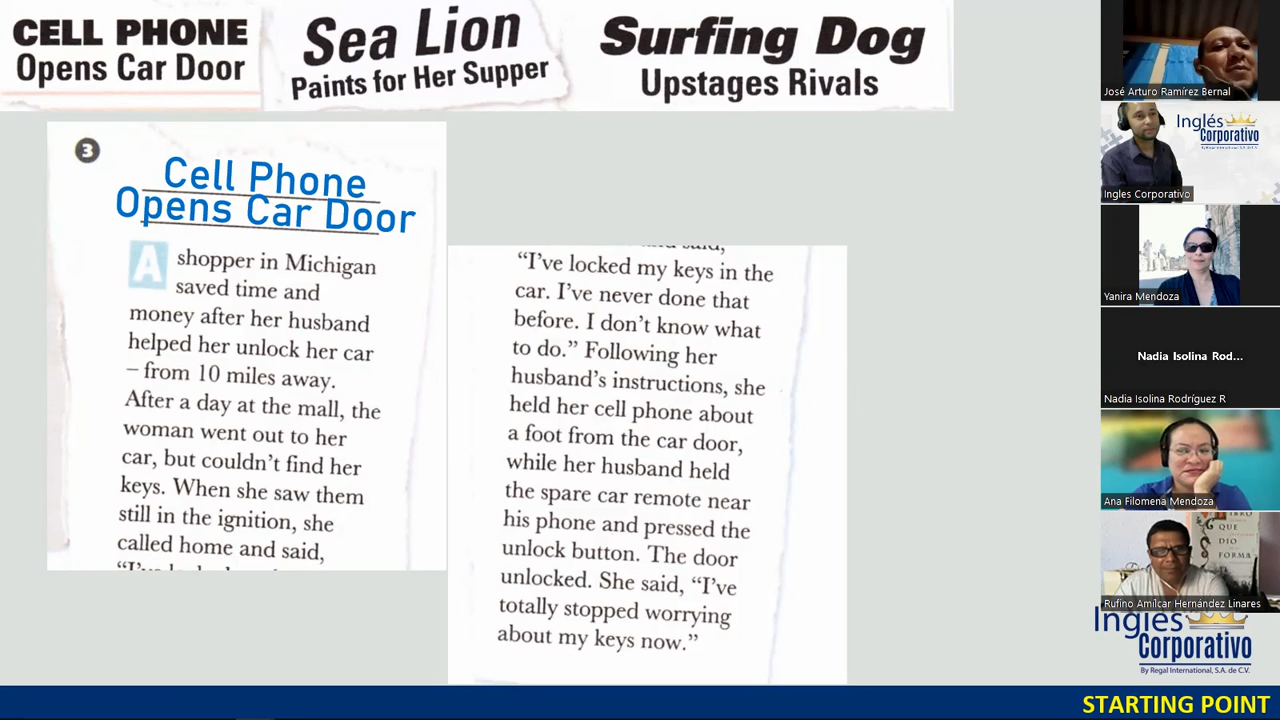 CELL PHONE
Opens Car Door
Sea Lion
Paints for Her Supper
Surfing Dog
Upstages Rivals
3
Cell Phone
Opens Car Door
A shopper in Michigan
saved time and
money after her husband
helped her unlock her car
– from 10 miles away.
After a day at the mall, the
woman went out to her
car, but couldn't find her
keys. When she saw them
still in the ignition, she
called home and said,
said,
"I've locked my keys in the
car. I've never done that
before. I don't know what
to do." Following her
husband's instructions, she
held her cell phone about
a foot from the car door,
while her husband held
the spare car remote near
his phone and pressed the
unlock button. The door
unlocked. She said, "I've
totally stopped worrying
about my keys now."
José Arturo Ramírez Bernal
Inglés
Corporativo
Ingles Corporativo
Yanira Mendoza
Nadia Isolina Rod...
Nadia Isolina Rodríguez R
Ana Filomena Mendoza
LIBRO
QUE
DIO
FORMA
Rufino Amílcar Hernández Linares
Inglés
Corporativo
By Regal International, S.A. de C.V.
STARTING POINT